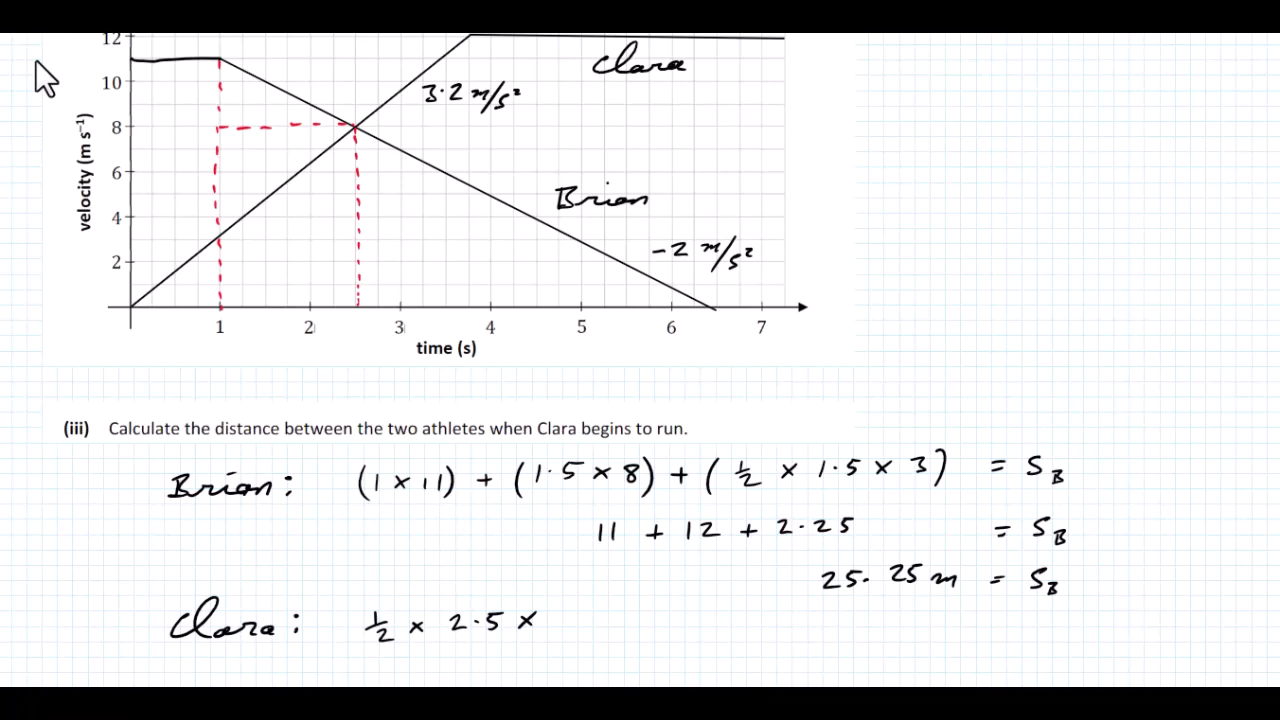 12
Clara
10
3.2 m/s²
8
velocity (m s⁻¹)
6
Brian
4
-2 m/s²
2
1 2 3 4 5 6 7
time (s)
(iii) Calculate the distance between the two athletes when Clara begins to run.
Brian: (1 × 11) + (1.5 × 8) + (½ × 1.5 × 3) = S_B
11 + 12 + 2.25 = S_B
25.25 m = S_B
Clara: ½ × 2.5 ×